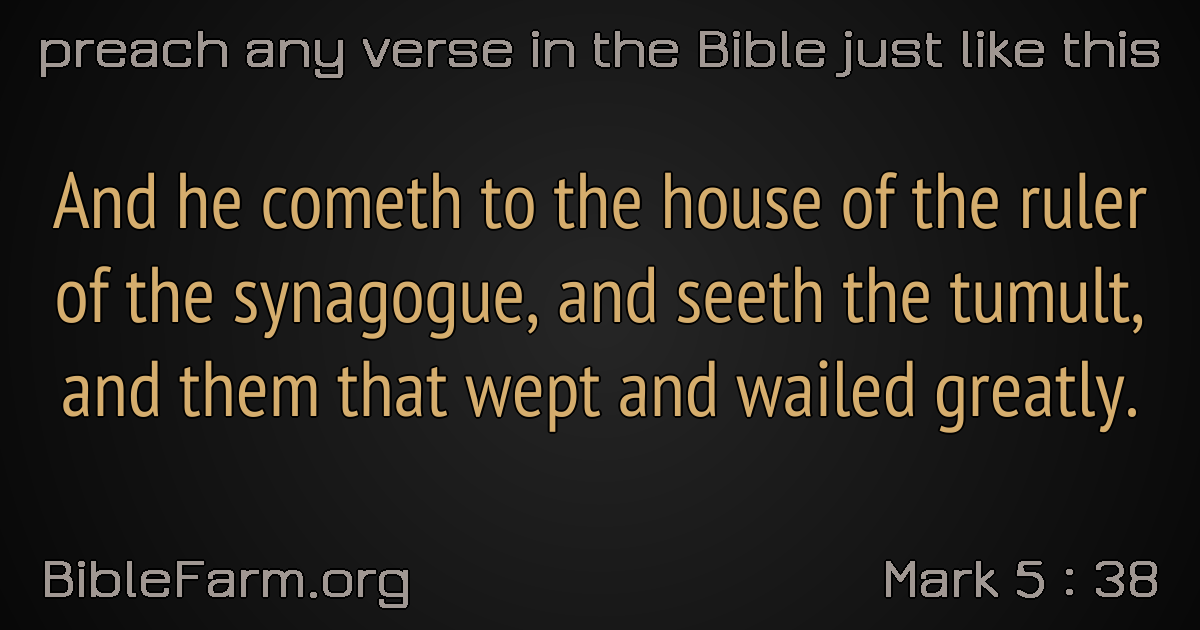 preach any verse in the Bible just like this
And he cometh to the house of the ruler
of the synagogue, and seeth the tumult,
and them that wept and wailed greatly.
BibleFarm.org
Mark 5 : 38